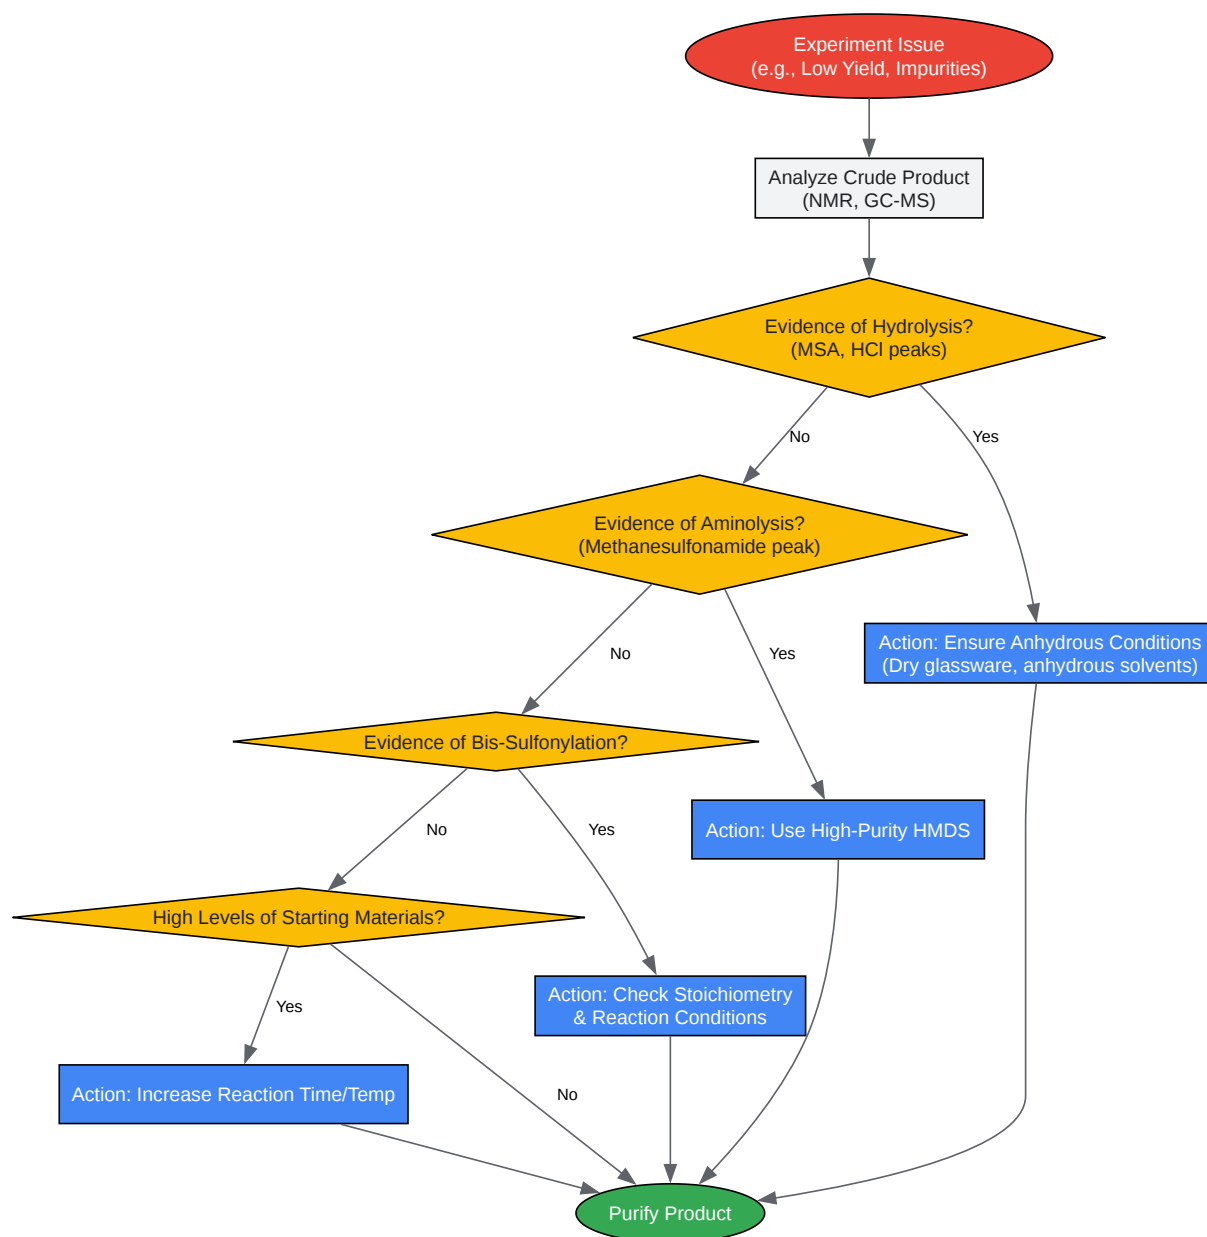 Experiment Issue
(e.g., Low Yield, Impurities)
Analyze Crude Product
(NMR, GC-MS)
Evidence of Hydrolysis?
(MSA, HCl peaks)
No
Yes
Evidence of Aminolysis?
(Methanesulfonamide peak)
No
Yes
Action: Ensure Anhydrous Conditions
(Dry glassware, anhydrous solvents)
Evidence of Bis-Sulfonylation?
No
Yes
Action: Use High-Purity HMDS
High Levels of Starting Materials?
Yes
No
Action: Check Stoichiometry
& Reaction Conditions
Action: Increase Reaction Time/Temp
Purify Product